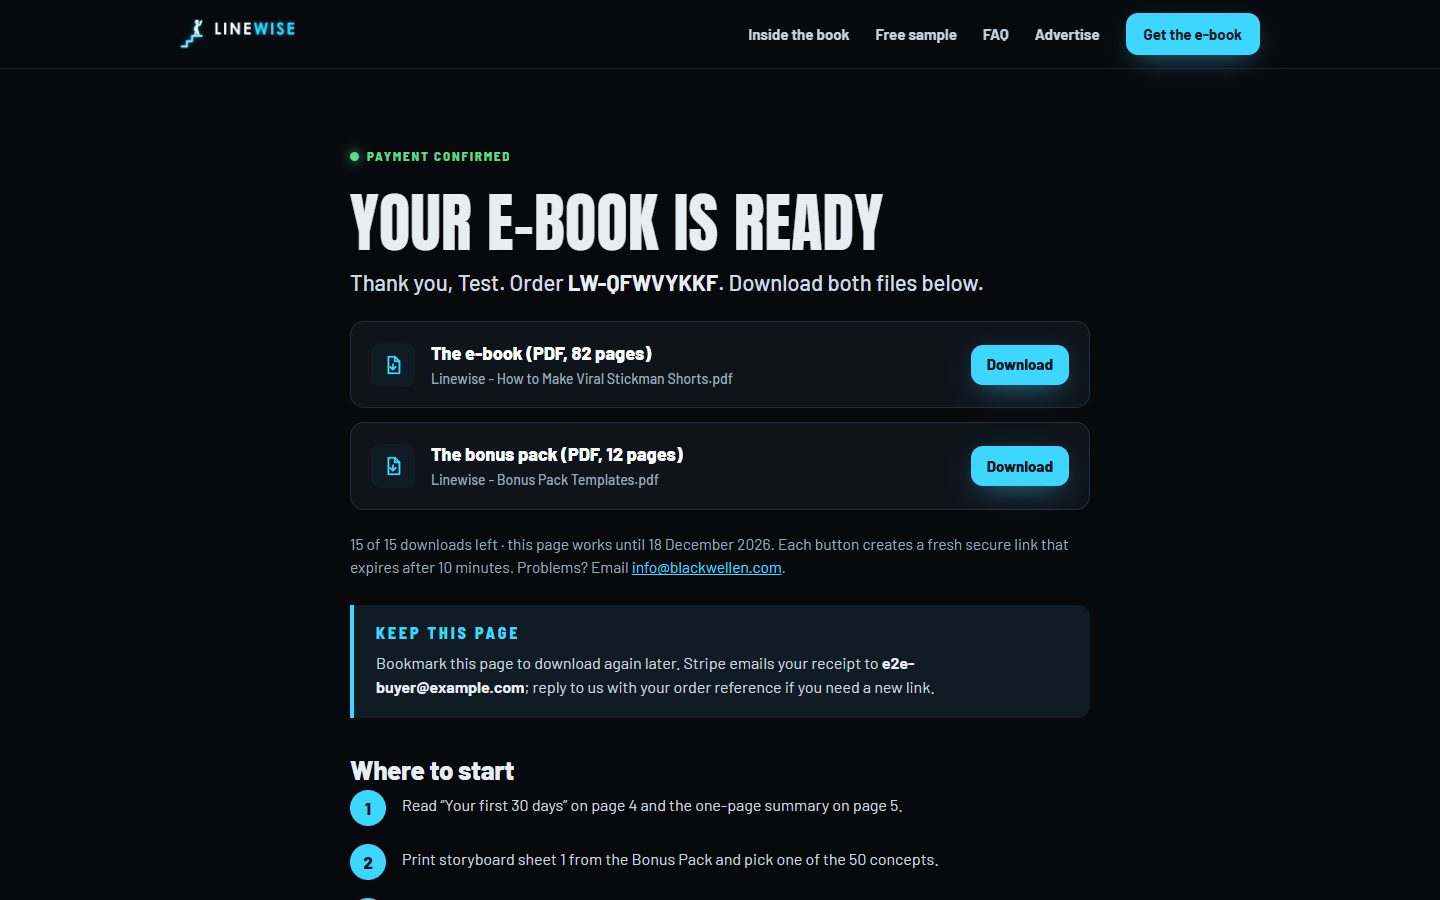 LINEWISE
Inside the book
Free sample
FAQ
Advertise
Get the e-book
PAYMENT CONFIRMED
YOUR E-BOOK IS READY
Thank you, Test. Order LW-QFWVYKKF. Download both files below.
The e-book (PDF, 82 pages)
Linewise - How to Make Viral Stickman Shorts.pdf
Download
The bonus pack (PDF, 12 pages)
Linewise - Bonus Pack Templates.pdf
Download
15 of 15 downloads left · this page works until 18 December 2026. Each button creates a fresh secure link that
expires after 10 minutes. Problems? Email info@blackwellen.com.
KEEP THIS PAGE
Bookmark this page to download again later. Stripe emails your receipt to e2e-
buyer@example.com; reply to us with your order reference if you need a new link.
Where to start
1
Read “Your first 30 days” on page 4 and the one-page summary on page 5.
2
Print storyboard sheet 1 from the Bonus Pack and pick one of the 50 concepts.